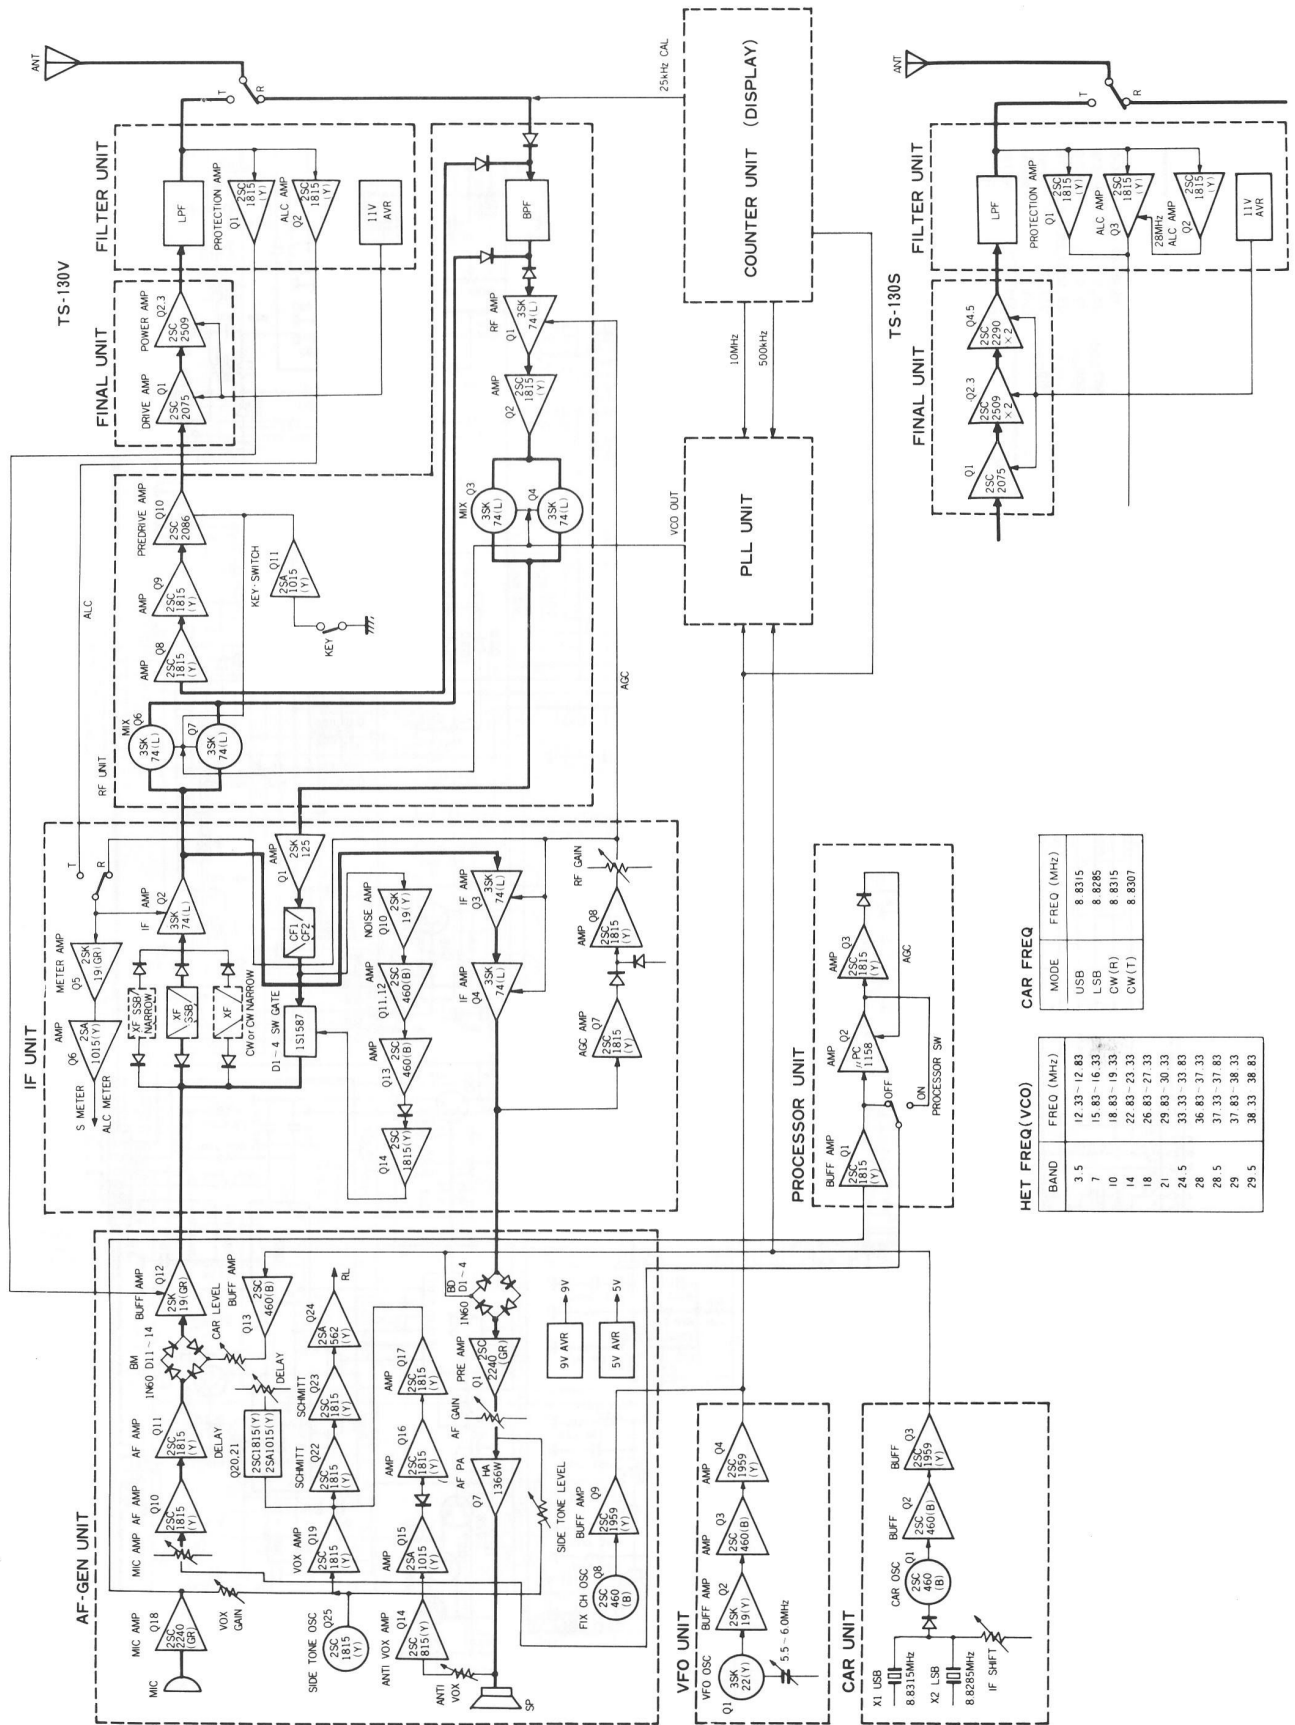 TS-130V
ANT
T
R
FILTER UNIT
LPF
PROTECTION AMP
Q1
2SC
1815
(Y)
ALC AMP
Q2
2SC
1815
(Y)
11V
AVR
FINAL UNIT
DRIVE AMP
Q1
2SC
2075
POWER AMP
Q2.3
2SC
2509
25kHz CAL
COUNTER UNIT (DISPLAY)
10MHz
500kHz
PLL UNIT
VCO OUT
RF UNIT
MIX
Q6
3SK
74(L)
Q7
3SK
74(L)
AMP
Q8
2SC
1815
(Y)
AMP
Q9
2SC
1815
(Y)
PREDRIVE AMP
Q10
2SC
2086
KEY·SWITCH
Q11
2SA
1015
(Y)
KEY
BPF
RF AMP
Q1
3SK
74(L)
AMP
Q2
2SC
1815
(Y)
MIX
Q3
3SK
74(L)
Q4
3SK
74(L)
ALC
AGC
TS-130S
ANT
T
R
FILTER UNIT
LPF
PROTECTION AMP
Q1
2SC
1815
(Y)
ALC AMP
Q3
2SC
1815
(Y)
28MHz
ALC AMP
Q2
2SC
1815
(Y)
11V
AVR
FINAL UNIT
Q1
2SC
2075
Q2.3
2SC
2509
×2
Q4.5
2SC
2290
×2
IF UNIT
S METER
ALC METER
AMP
Q6
2SA
1015(Y)
METER AMP
Q5
2SK
19(GR)
T
R
XF SSB
NARROW
XF
SSB
XF
CW or CW NARROW
IF AMP
Q2
3SK
74(L)
D1~4 SW GATE
1S1587
CF1
CF2
AMP
Q1
2SK
125
NOISE AMP
Q10
2SK
19(Y)
AMP
Q11,12
2SC
460(B)
AMP
Q13
2SC
460(B)
Q14
2SC
1815(Y)
IF AMP
Q3
3SK
74(L)
IF AMP
Q4
3SK
74(L)
AGC AMP
Q7
2SC
1815
(Y)
AMP
Q8
2SC
1815
(Y)
RF GAIN
PROCESSOR UNIT
BUFF AMP
Q1
2SC
1815
(Y)
AMP
Q2
μPC
1158
AMP
Q3
2SC
1815
(Y)
AGC
OFF
ON
PROCESSOR SW
CAR FREQ
MODE FREQ (MHz)
USB 8.8315
LSB 8.8285
CW (R) 8.8315
CW (T) 8.8307
HET FREQ(VCO)
BAND FREQ (MHz)
3.5 12.33~12.83
7 15.83~16.33
10 18.83~19.33
14 22.83~23.33
18 26.83~27.33
21 29.83~30.33
24.5 33.33~33.83
28 36.83~37.33
28.5 37.33~37.83
29 37.83~38.33
29.5 38.33 38.83
AF-GEN UNIT
MIC
MIC AMP
Q18
2SC
2240
(GR)
MIC AMP
AF AMP
Q10
2SC
1815
(Y)
AF AMP
Q11
2SC
1815
(Y)
BM
1N60 D11~14
BUFF AMP
Q12
2SK
19(GR)
CAR LEVEL
BUFF AMP
Q13
2SC
460(B)
VOX
GAIN
SIDE TONE OSC
Q25
2SC
1815
(Y)
VOX AMP
Q19
2SC
1815
(Y)
DELAY
Q20,21
2SC1815(Y)
2SA1015(Y)
DELAY
SCHMITT
Q22
2SC
1815
(Y)
SCHMITT
Q23
2SC
1815
(Y)
Q24
2SA
562
(Y)
RL
ANTI VOX AMP
Q14
2SC
815(Y)
ANTI
VOX
AMP
Q15
2SA
1015
(Y)
AMP
Q16
2SC
1815
(Y)
AMP
Q17
2SC
1815
(Y)
SP
AF PA
Q7
HA
1366W
AF GAIN
PRE AMP
Q1
2SC
2240
(GR)
BD
1N60 D1~4
SIDE TONE LEVEL
FIX CH OSC
Q8
2SC
460
(B)
BUFF AMP
Q9
2SC
1959
(Y)
9V AVR
9V
5V AVR
5V
VFO UNIT
VFO OSC
Q1
3SK
22(Y)
5.5~6.0MHz
BUFF AMP
Q2
2SK
19(Y)
AMP
Q3
2SC
460(B)
AMP
Q4
2SC
1959
(Y)
CAR UNIT
X1 USB
8.8315MHz
X2 LSB
8.8285MHz
IF SHIFT
CAR OSC
Q1
2SC
460
(B)
BUFF
Q2
2SC
460(B)
BUFF
Q3
2SC
1959
(Y)